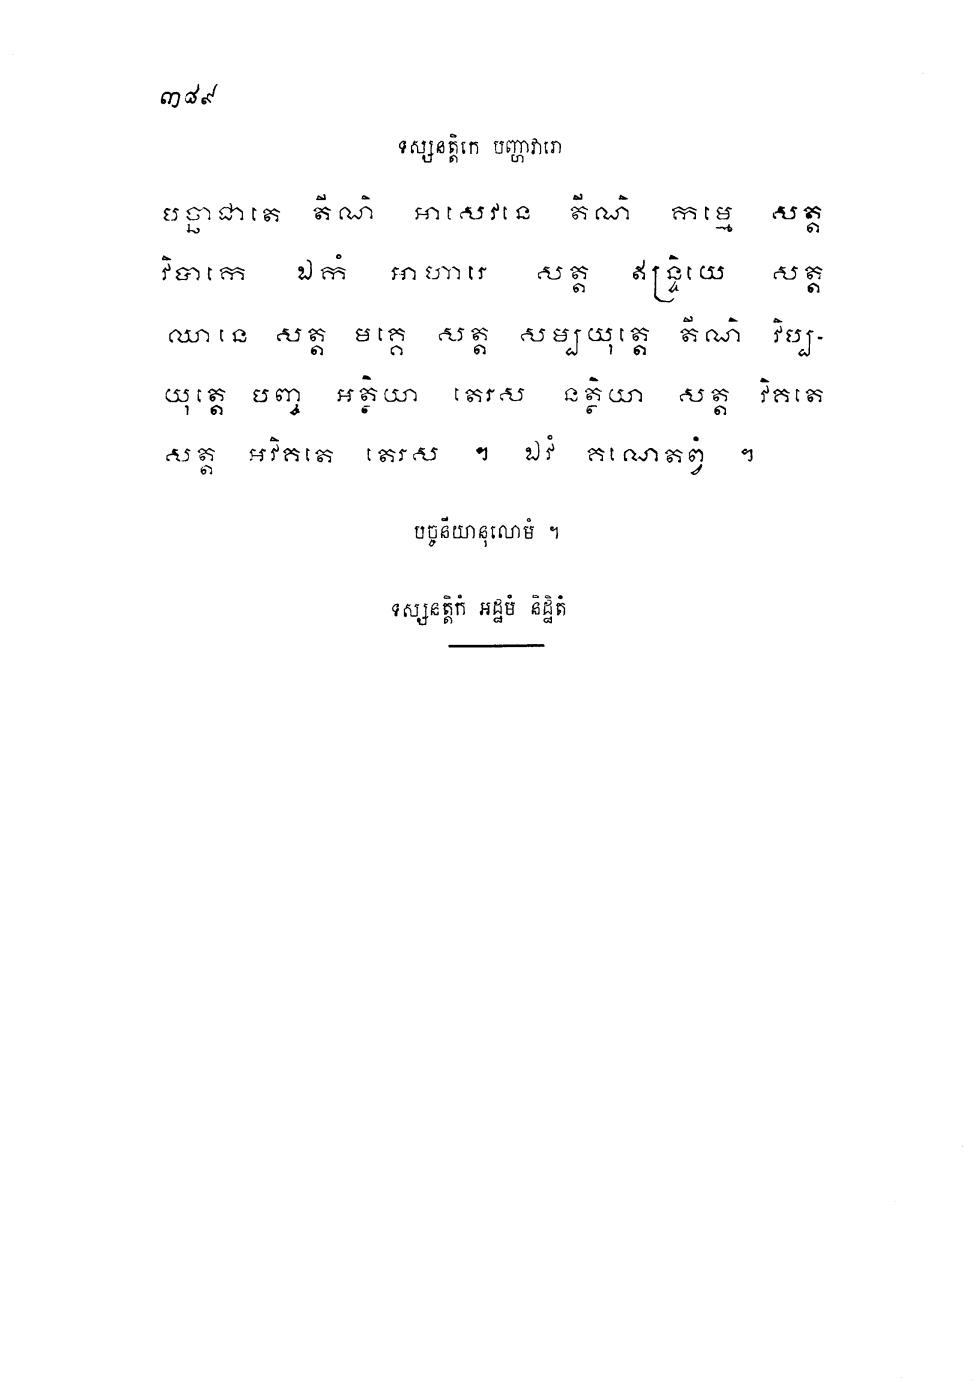 ៣៨៩
ទស្សនត្តិកេ បញ្ហាវារោ
បច្ឆាជាតេ តីណិ អាសេវនេ តីណិ កម្មេ សត្ត
វិបាកេ ឯកំ អាហារេ សត្ត ឥន្ទ្រិយេ សត្ត
ឈានេ សត្ត មគ្គេ សត្ត សម្បយុត្តេ តីណិ វិប្ប-
យុត្តេ បញ្ច អត្ថិយា តេរស នត្ថិយា សត្ត វិគតេ
សត្ត អវិគតេ តេរស ។ ឯវំ គណេតព្វំ ។
បច្ចនីយានុលោមំ ។
ទស្សនត្តិកំ អដ្ឋមំ និដ្ឋិតំ